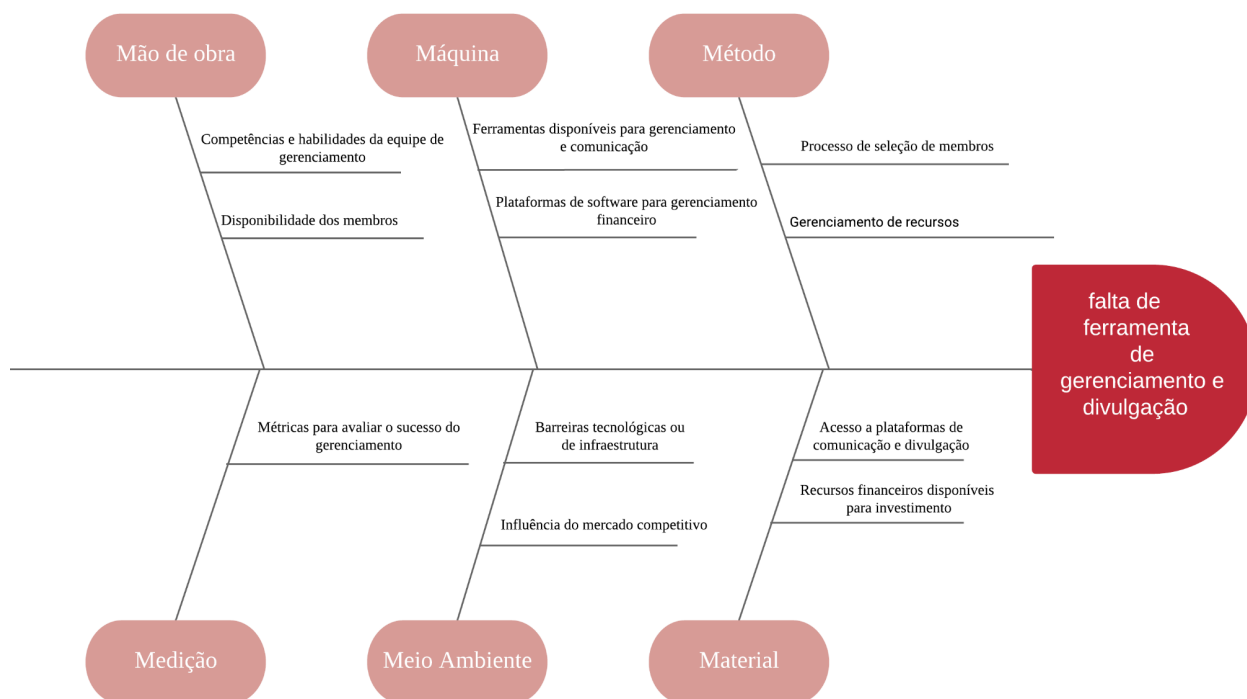 Mão de obra
Máquina
Método
Competências e habilidades da equipe de
gerenciamento
Disponibilidade dos membros
Ferramentas disponíveis para gerenciamento
e comunicação
Plataformas de software para gerenciamento
financeiro
Processo de seleção de membros
Gerenciamento de recursos
falta de
ferramenta
de
gerenciamento e
divulgação
Métricas para avaliar o sucesso do
gerenciamento
Barreiras tecnológicas ou
de infraestrutura
Influência do mercado competitivo
Acesso a plataformas de
comunicação e divulgação
Recursos financeiros disponíveis
para investimento
Medição
Meio Ambiente
Material